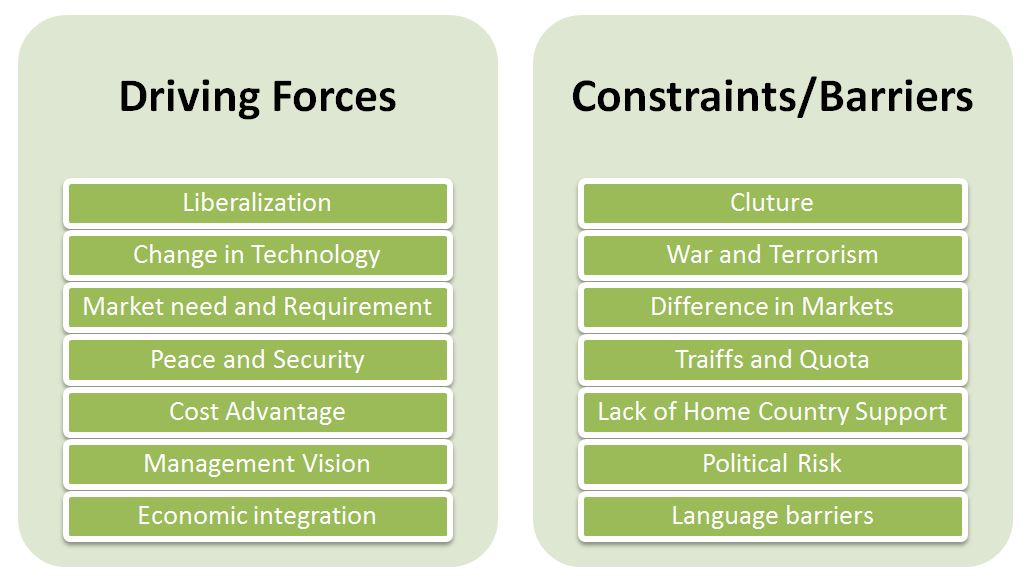 Driving Forces
Liberalization
Change in Technology
Market need and Requirement
Peace and Security
Cost Advantage
Management Vision
Economic integration
Constraints/Barriers
Cluture
War and Terrorism
Difference in Markets
Traiffs and Quota
Lack of Home Country Support
Political Risk
Language barriers